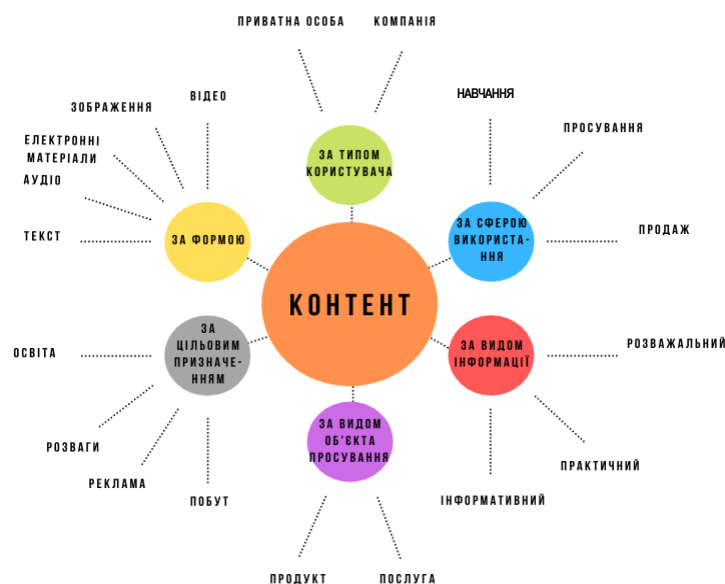 ПРИВАТНА ОСОБА
КОМПАНІЯ
ВІДЕО
ЗОБРАЖЕННЯ
ЕЛЕКТРОННІ
МАТЕРІАЛИ
АУДІО
ТЕКСТ
ЗА ФОРМОЮ
ЗА ТИПОМ
КОРИСТУВАЧА
НАВЧАННЯ
ПРОСУВАННЯ
ПРОДАЖ
ЗА СФЕРОЮ
ВИКОРИСТА-
ННЯ
КОНТЕНТ
ЗА
ЦІЛЬОВИМ
ПРИЗНАЧЕ-
ННЯМ
ОСВІТА
РОЗВАГИ
РЕКЛАМА
ПОБУТ
ЗА ВИДОМ
ОБ'ЄКТА
ПРОСУВАННЯ
ПРОДУКТ
ПОСЛУГА
ЗА ВИДОМ
ІНФОРМАЦІЇ
РОЗВАЖАЛЬНИЙ
ПРАКТИЧНИЙ
ІНФОРМАТИВНИЙ